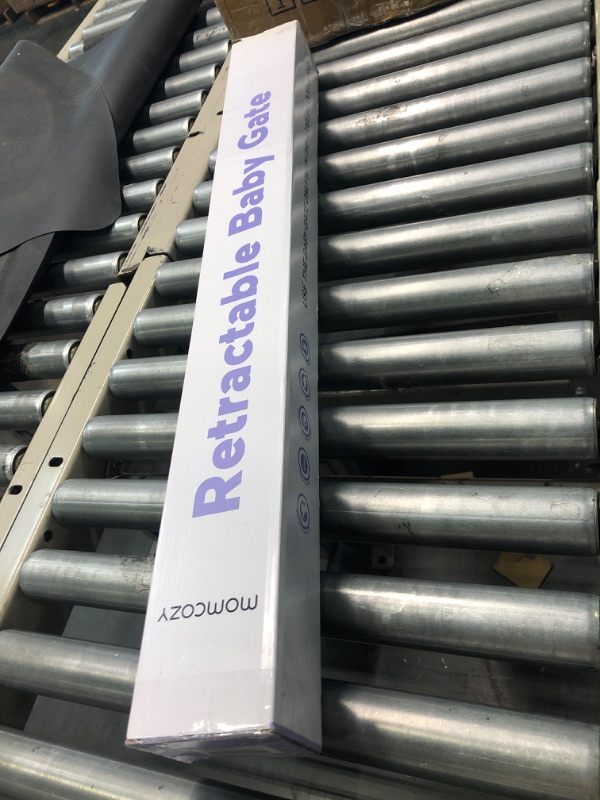 Retractable Baby Gate
momcozy